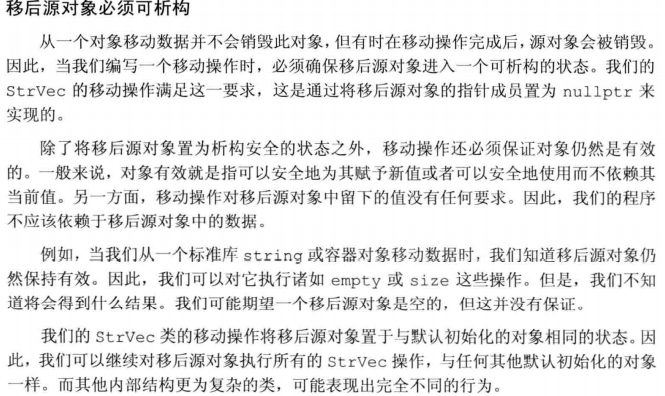 移后源对象必须可析构
从一个对象移动数据并不会销毁此对象,但有时在移动操作完成后,源对象会被销毁。
因此,当我们编写一个移动操作时,必须确保移后源对象进入一个可析构的状态。我们的
StrVec 的移动操作满足这一要求,这是通过将移后源对象的指针成员置为 nullptr 来
实现的。
除了将移后源对象置为析构安全的状态之外,移动操作还必须保证对象仍然是有效
的。一般来说,对象有效就是指可以安全地为其赋予新值或者可以安全地使用而不依赖其
当前值。另一方面,移动操作对移后源对象中留下的值没有任何要求。因此,我们的程序
不应该依赖于移后源对象中的数据。
例如,当我们从一个标准库 string 或容器对象移动数据时,我们知道移后源对象仍
然保持有效。因此,我们可以对它执行诸如 empty 或 size 这些操作。但是,我们不知
道将会得到什么结果。我们可能期望一个移后源对象是空的,但这并没有保证。
我们的 StrVec 类的移动操作将移后源对象置于与默认初始化的对象相同的状态。因
此,我们可以继续对移后源对象执行所有的 StrVec 操作,与任何其他默认初始化的对象
一样。而其他内部结构更为复杂的类,可能表现出完全不同的行为。